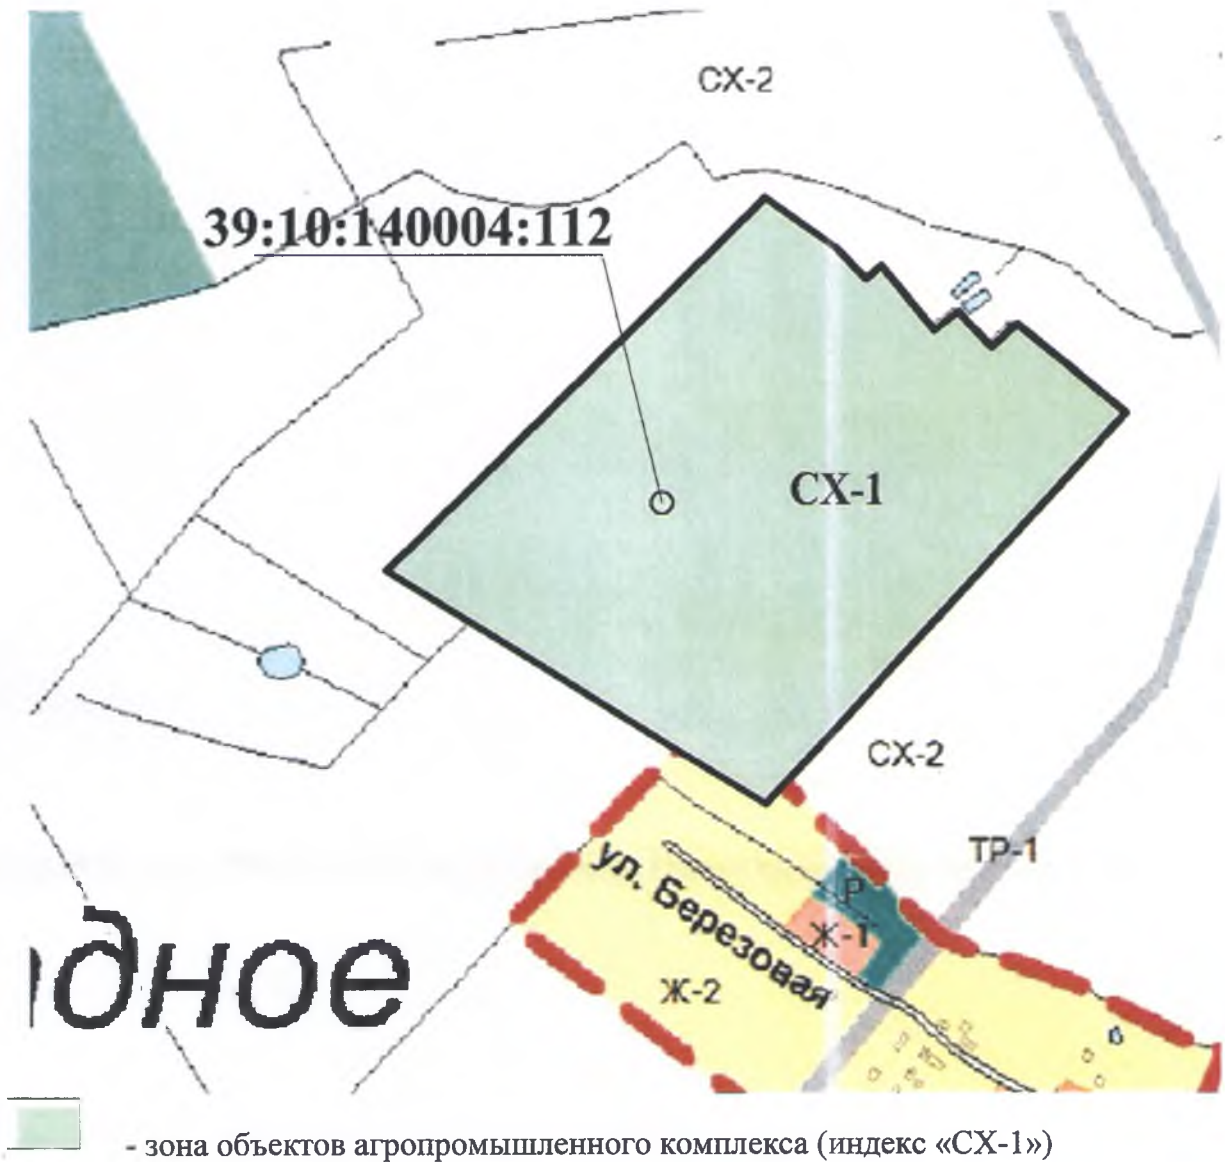 СХ-2
39:10:140004:112
СХ-1
СХ-2
ТР-1
Р
Ж-1
ул. Березовая
Ж-2
дное
- зона объектов агропромышленного комплекса (индекс «СХ-1»)